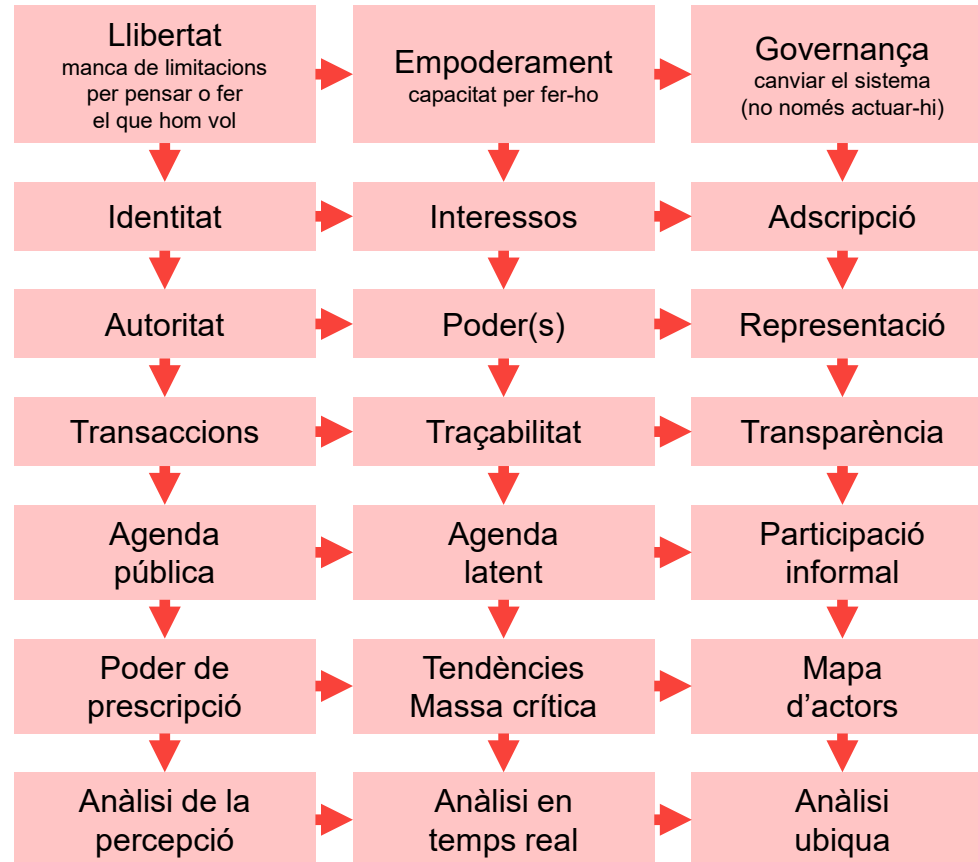 Llibertat
manca de limitacions
per pensar o fer
el que hom vol
Empoderament
capacitat per fer-ho
Governança
canviar el sistema
(no només actuar-hi)
Identitat
Interessos
Adscripció
Autoritat
Poder(s)
Representació
Transaccions
Traçabilitat
Transparència
Agenda
pública
Agenda
latent
Participació
informal
Poder de
prescripció
Tendències
Massa crítica
Mapa
d'actors
Anàlisi de la
percepció
Anàlisi en
temps real
Anàlisi
ubiqua